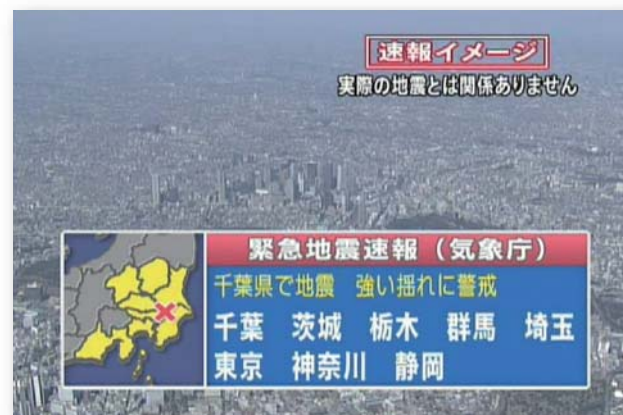 速報イメージ
実際の地震とは関係ありません
緊急地震速報（気象庁）
千葉県で地震　強い揺れに警戒
千葉　茨城　栃木　群馬　埼玉
東京　神奈川　静岡